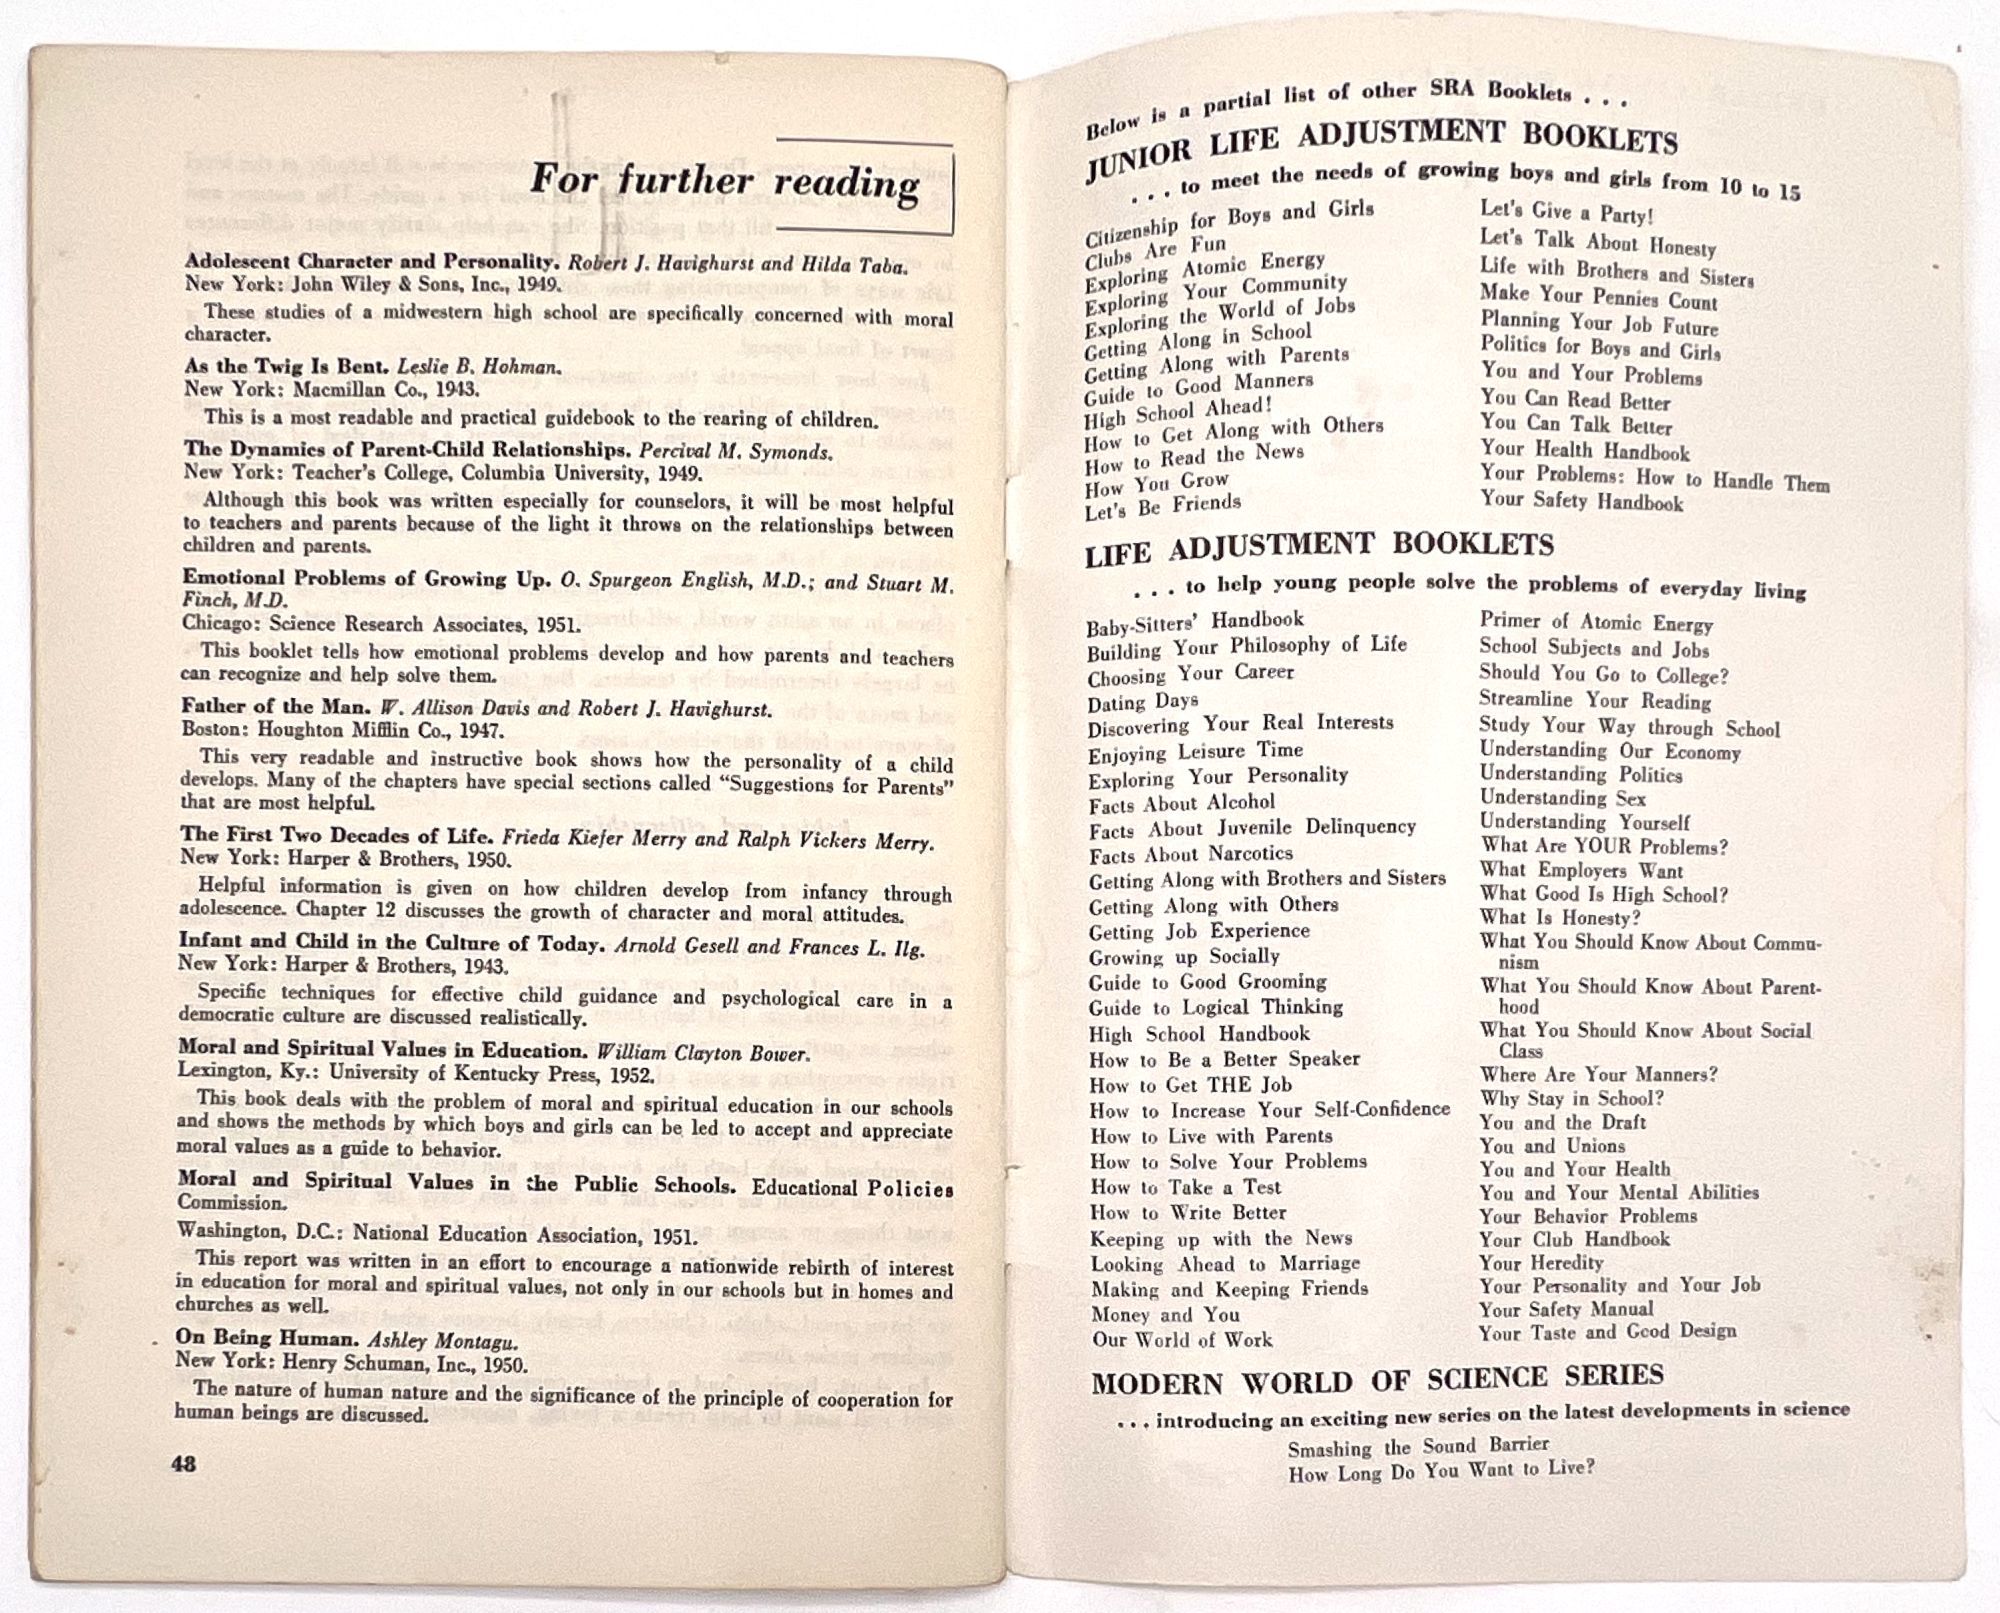 For further reading
Adolescent Character and Personality. Robert J. Havighurst and Hilda Taba.
New York: John Wiley & Sons, Inc., 1949.
These studies of a midwestern high school are specifically concerned with moral
character.
As the Twig Is Bent. Leslie B. Hohman.
New York: Macmillan Co., 1943.
This is a most readable and practical guidebook to the rearing of children.
The Dynamics of Parent-Child Relationships. Percival M. Symonds.
New York: Teacher's College, Columbia University, 1949.
Although this book was written especially for counselors, it will be most helpful
to teachers and parents because of the light it throws on the relationships between
children and parents.
Emotional Problems of Growing Up. O. Spurgeon English, M.D.; and Stuart M.
Finch, M.D.
Chicago: Science Research Associates, 1951.
This booklet tells how emotional problems develop and how parents and teachers
can recognize and help solve them.
Father of the Man. W. Allison Davis and Robert J. Havighurst.
Boston: Houghton Mifflin Co., 1947.
This very readable and instructive book shows how the personality of a child
develops. Many of the chapters have special sections called "Suggestions for Parents"
that are most helpful.
The First Two Decades of Life. Frieda Kiefer Merry and Ralph Vickers Merry.
New York: Harper & Brothers, 1950.
Helpful information is given on how children develop from infancy through
adolescence. Chapter 12 discusses the growth of character and moral attitudes.
Infant and Child in the Culture of Today. Arnold Gesell and Frances L. Ilg.
New York: Harper & Brothers, 1943.
Specific techniques for effective child guidance and psychological care in a
democratic culture are discussed realistically.
Moral and Spiritual Values in Education. William Clayton Bower.
Lexington, Ky.: University of Kentucky Press, 1952.
This book deals with the problem of moral and spiritual education in our schools
and shows the methods by which boys and girls can be led to accept and appreciate
moral values as a guide to behavior.
Moral and Spiritual Values in the Public Schools. Educational Policies
Commission.
Washington, D.C.: National Education Association, 1951.
This report was written in an effort to encourage a nationwide rebirth of interest
in education for moral and spiritual values, not only in our schools but in homes and
churches as well.
On Being Human. Ashley Montagu.
New York: Henry Schuman, Inc., 1950.
The nature of human nature and the significance of the principle of cooperation for
human beings are discussed.
48
Below is a partial list of other SRA Booklets . . .
JUNIOR LIFE ADJUSTMENT BOOKLETS
. . . to meet the needs of growing boys and girls from 10 to 15
Citizenship for Boys and Girls
Clubs Are Fun
Exploring Atomic Energy
Exploring Your Community
Exploring the World of Jobs
Getting Along in School
Getting Along with Parents
Guide to Good Manners
High School Ahead!
How to Get Along with Others
How to Read the News
How You Grow
Let's Be Friends
Let's Give a Party!
Let's Talk About Honesty
Life with Brothers and Sisters
Make Your Pennies Count
Planning Your Job Future
Politics for Boys and Girls
You and Your Problems
You Can Read Better
You Can Talk Better
Your Health Handbook
Your Problems: How to Handle Them
Your Safety Handbook
LIFE ADJUSTMENT BOOKLETS
. . . to help young people solve the problems of everyday living
Baby-Sitters' Handbook
Building Your Philosophy of Life
Choosing Your Career
Dating Days
Discovering Your Real Interests
Enjoying Leisure Time
Exploring Your Personality
Facts About Alcohol
Facts About Juvenile Delinquency
Facts About Narcotics
Getting Along with Brothers and Sisters
Getting Along with Others
Getting Job Experience
Growing up Socially
Guide to Good Grooming
Guide to Logical Thinking
High School Handbook
How to Be a Better Speaker
How to Get THE Job
How to Increase Your Self-Confidence
How to Live with Parents
How to Solve Your Problems
How to Take a Test
How to Write Better
Keeping up with the News
Looking Ahead to Marriage
Making and Keeping Friends
Money and You
Our World of Work
Primer of Atomic Energy
School Subjects and Jobs
Should You Go to College?
Streamline Your Reading
Study Your Way through School
Understanding Our Economy
Understanding Politics
Understanding Sex
Understanding Yourself
What Are YOUR Problems?
What Employers Want
What Good Is High School?
What Is Honesty?
What You Should Know About Commu-
nism
What You Should Know About Parent-
hood
What You Should Know About Social
Class
Where Are Your Manners?
Why Stay in School?
You and the Draft
You and Unions
You and Your Health
You and Your Mental Abilities
Your Behavior Problems
Your Club Handbook
Your Heredity
Your Personality and Your Job
Your Safety Manual
Your Taste and Good Design
MODERN WORLD OF SCIENCE SERIES
. . . introducing an exciting new series on the latest developments in science
Smashing the Sound Barrier
How Long Do You Want to Live?